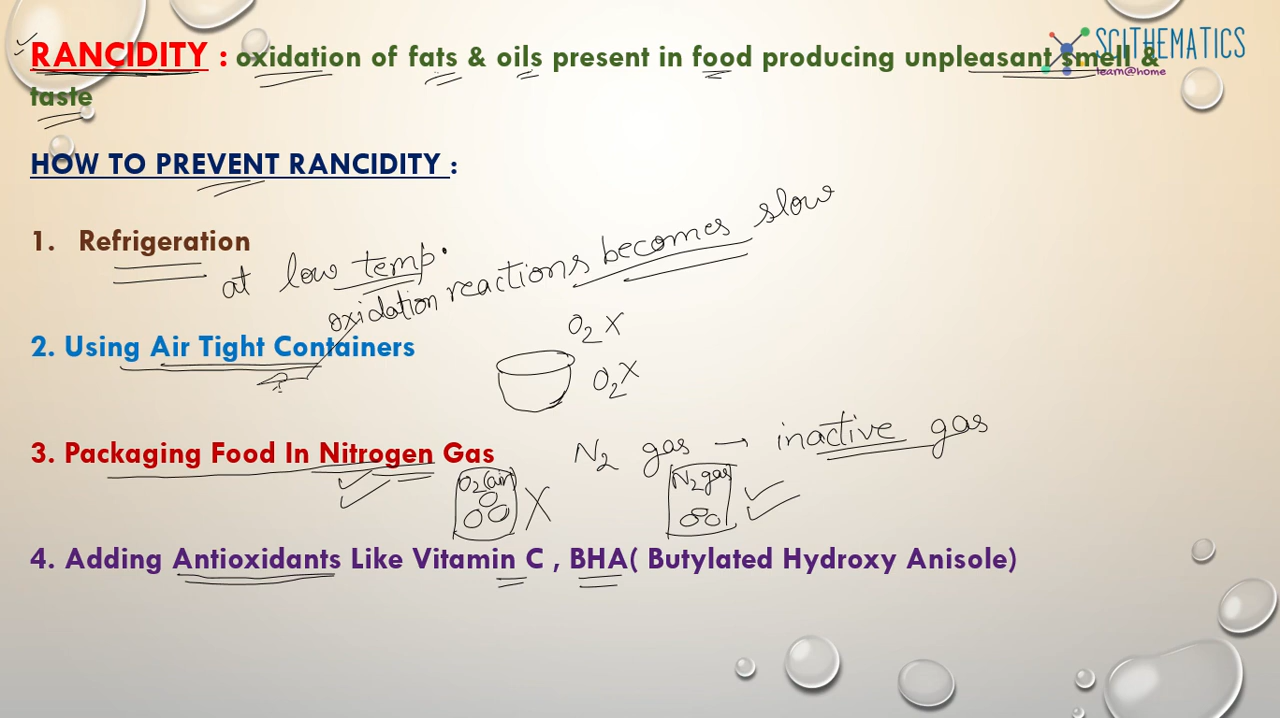 RANCIDITY : oxidation of fats & oils present in food producing unpleasant smell &
taste
SCITHEMATICS
learn@home
HOW TO PREVENT RANCIDITY :
1. Refrigeration
at low temp. oxidation reactions becomes slow
2. Using Air Tight Containers
O2 X
O2 X
3. Packaging Food In Nitrogen Gas
N2 gas → inactive gas
O2 (air)
N2 gas
4. Adding Antioxidants Like Vitamin C , BHA( Butylated Hydroxy Anisole)